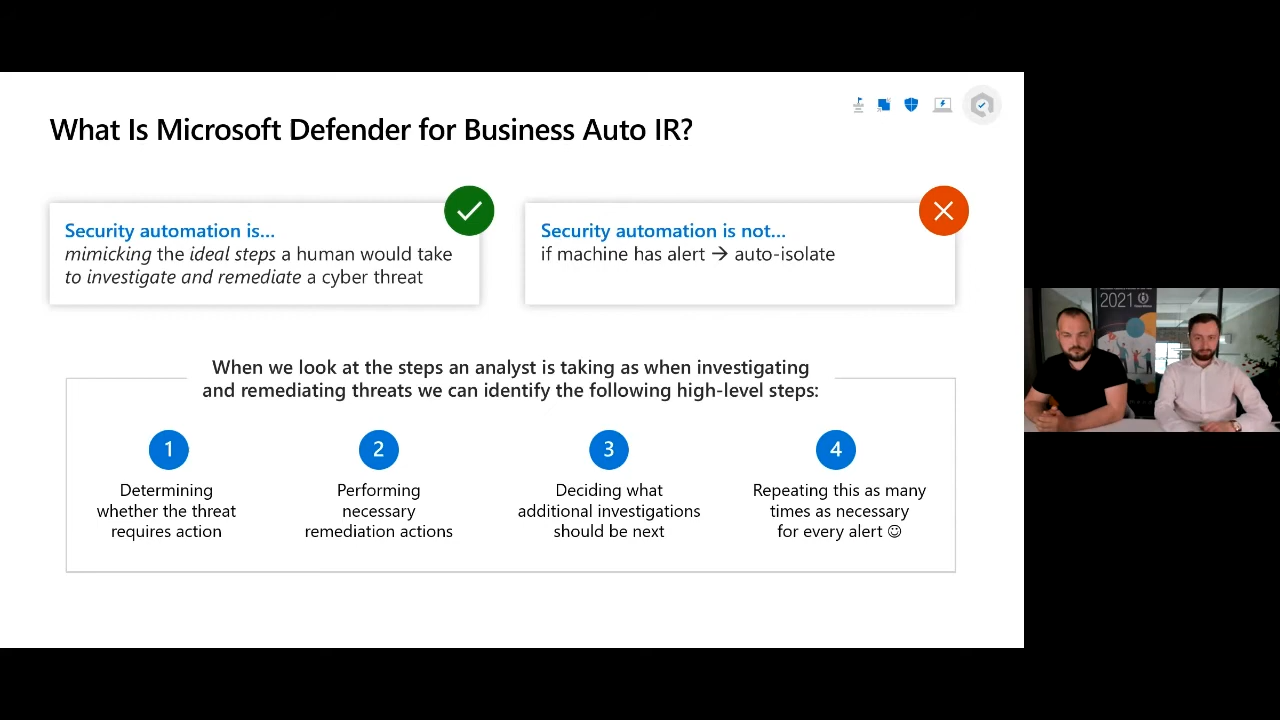 What Is Microsoft Defender for Business Auto IR?
Security automation is...
mimicking the ideal steps a human would take
to investigate and remediate a cyber threat
Security automation is not...
if machine has alert → auto-isolate
When we look at the steps an analyst is taking as when investigating
and remediating threats we can identify the following high-level steps:
1
Determining
whether the threat
requires action
2
Performing
necessary
remediation actions
3
Deciding what
additional investigations
should be next
4
Repeating this as many
times as necessary
for every alert ☺
2021